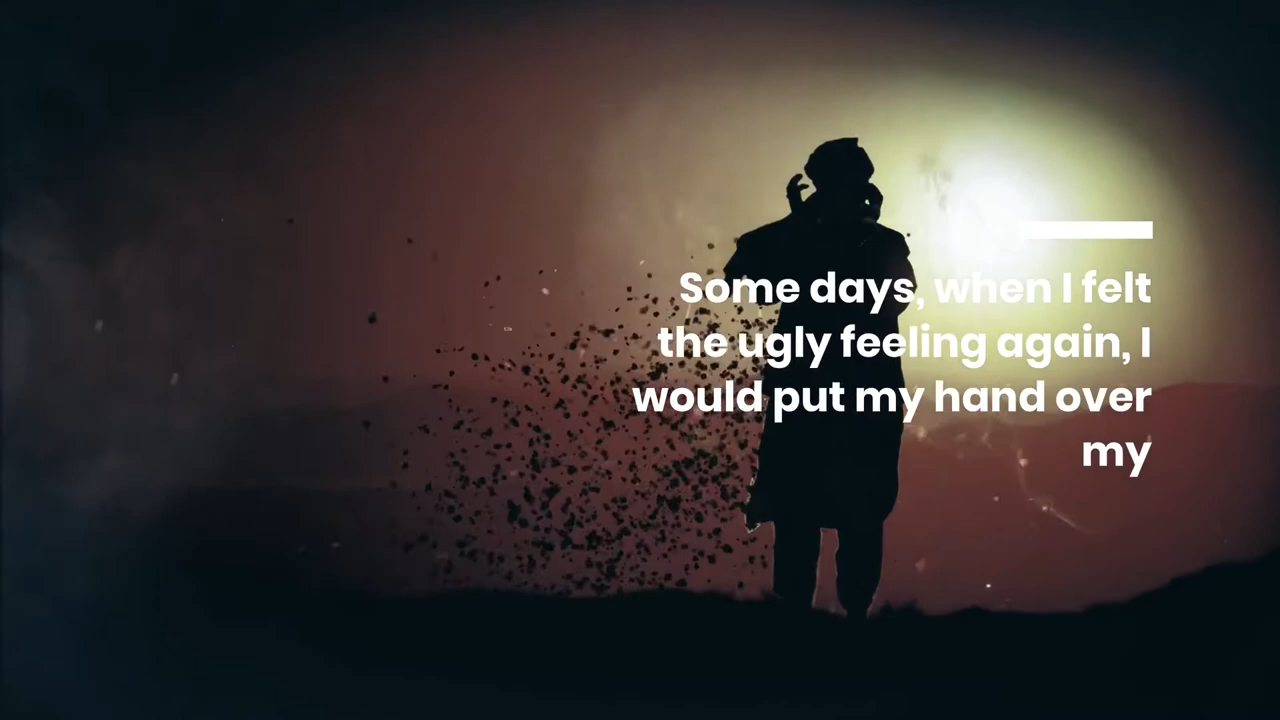 Some days, when I felt
the ugly feeling again, I
would put my hand over
my